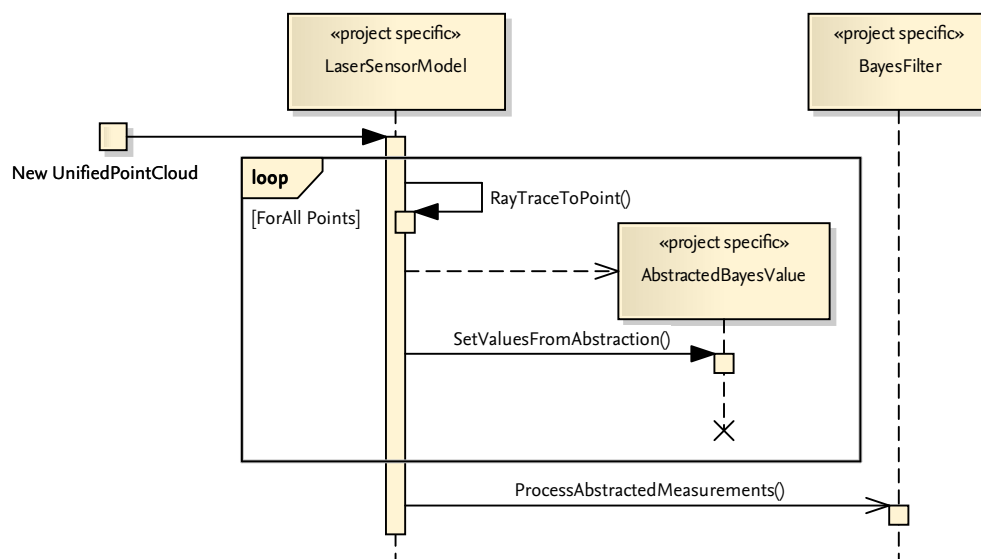 «project specific»
LaserSensorModel
«project specific»
BayesFilter
New UnifiedPointCloud
loop
[ForAll Points]
RayTraceToPoint()
«project specific»
AbstractedBayesValue
SetValuesFromAbstraction()
ProcessAbstractedMeasurements()